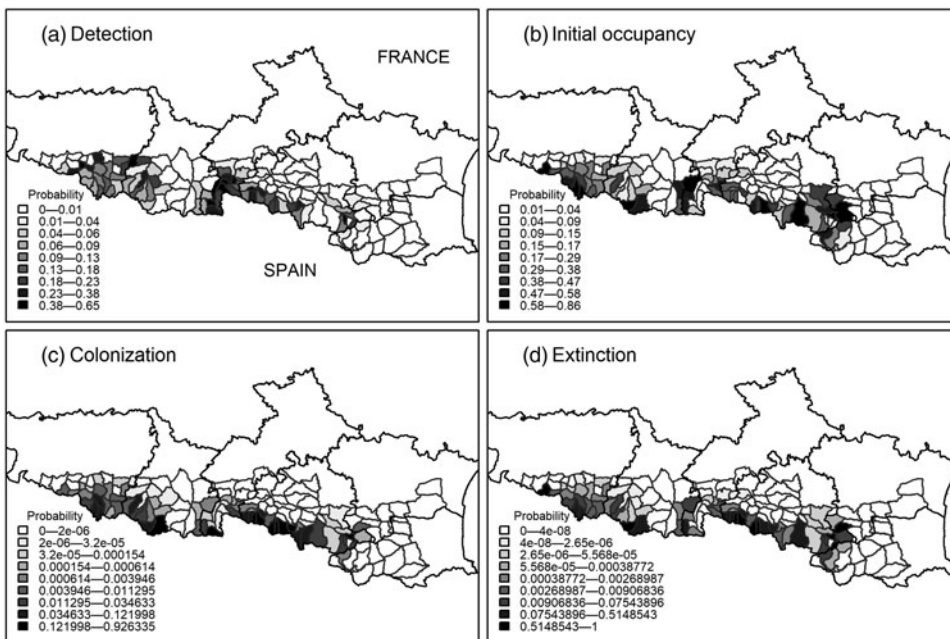 (a) Detection
FRANCE
SPAIN
Probability
0—0.01
0.01—0.04
0.04—0.06
0.06—0.09
0.09—0.13
0.13—0.18
0.18—0.23
0.23—0.38
0.38—0.65
(b) Initial occupancy
Probability
0.01—0.04
0.04—0.09
0.09—0.15
0.15—0.17
0.17—0.29
0.29—0.38
0.38—0.47
0.47—0.58
0.58—0.86
(c) Colonization
Probability
0—2e-06
2e-06—3.2e-05
3.2e-05—0.000154
0.000154—0.000614
0.000614—0.003946
0.003946—0.011295
0.011295—0.034633
0.034633—0.121998
0.121998—0.926335
(d) Extinction
Probability
0—4e-08
4e-08—2.65e-06
2.65e-06—5.568e-05
5.568e-05—0.00038772
0.00038772—0.00268987
0.00268987—0.00906836
0.00906836—0.07543896
0.07543896—0.5148543
0.5148543—1